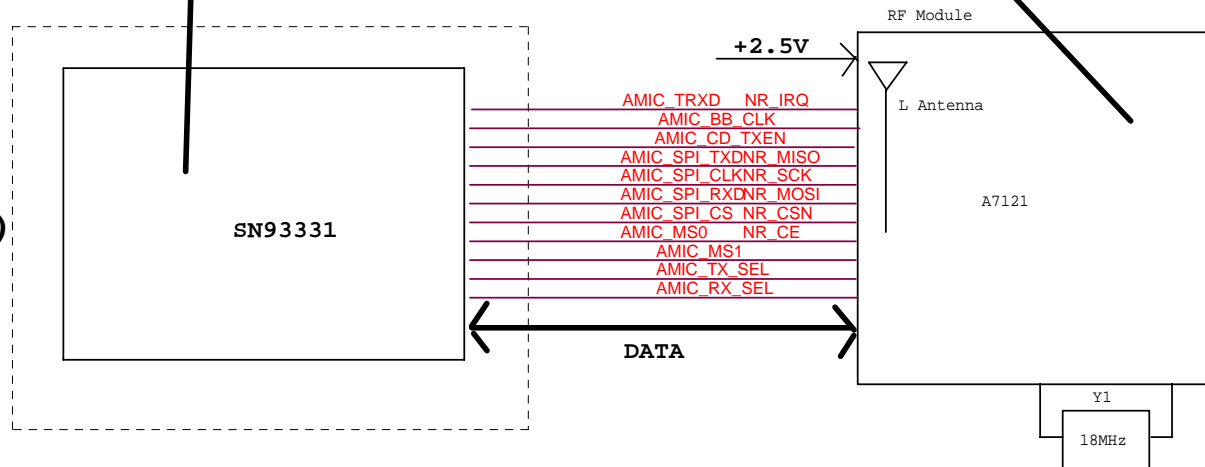 RF Module
+2.5V
AMIC_TRXD NR_IRQ
L Antenna
AMIC_BB_CLK
AMIC_CD_TXEN
AMIC_SPI_TXDNR_MISO
AMIC_SPI_CLKNR_SCK
AMIC_SPI_RXDNR_MOSI
A7121
AMIC_SPI_CS NR_CSN
SN93331
AMIC_MS0 NR_CE
AMIC_MS1
AMIC_TX_SEL
AMIC_RX_SEL
DATA
Y1
18MHz